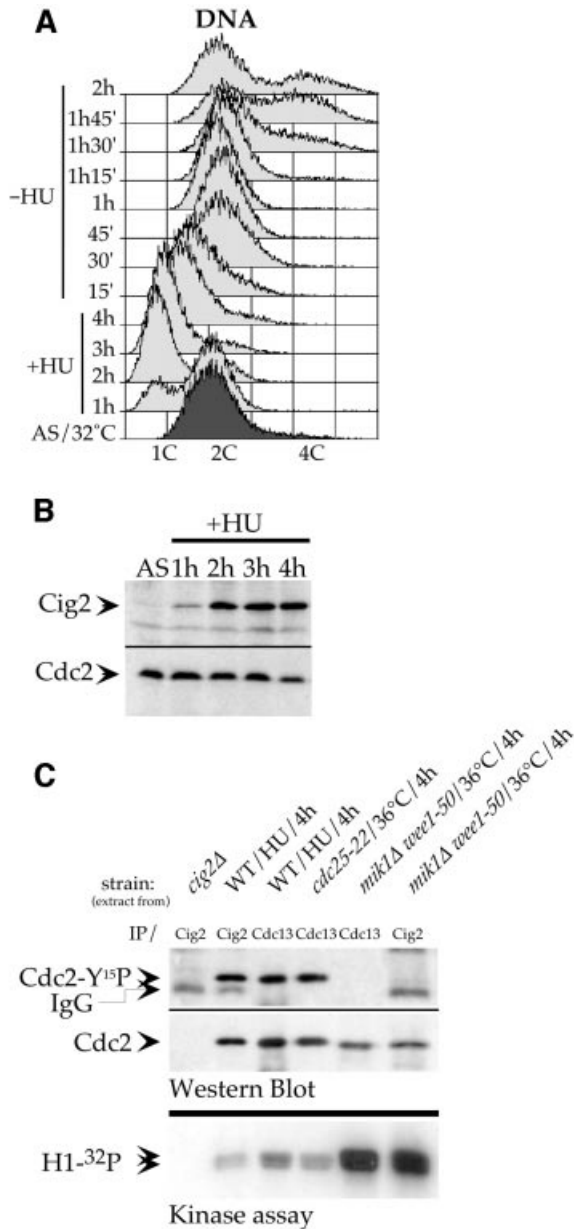 A
DNA
2h
1h45'
1h30'
1h15'
1h
45'
30'
15'
−HU
4h
3h
2h
1h
+HU
AS/32°C
1C 2C 4C
B
+HU
AS 1h 2h 3h 4h
Cig2
Cdc2
C
strain:
(extract from)
cig2Δ
WT/HU/4h
WT/HU/4h
cdc25-22/36°C/4h
mik1Δ wee1-50/36°C/4h
mik1Δ wee1-50/36°C/4h
IP/ Cig2 Cig2 Cdc13 Cdc13 Cdc13 Cig2
Cdc2-Y¹⁵P
IgG
Cdc2
Western Blot
H1-³²P
Kinase assay